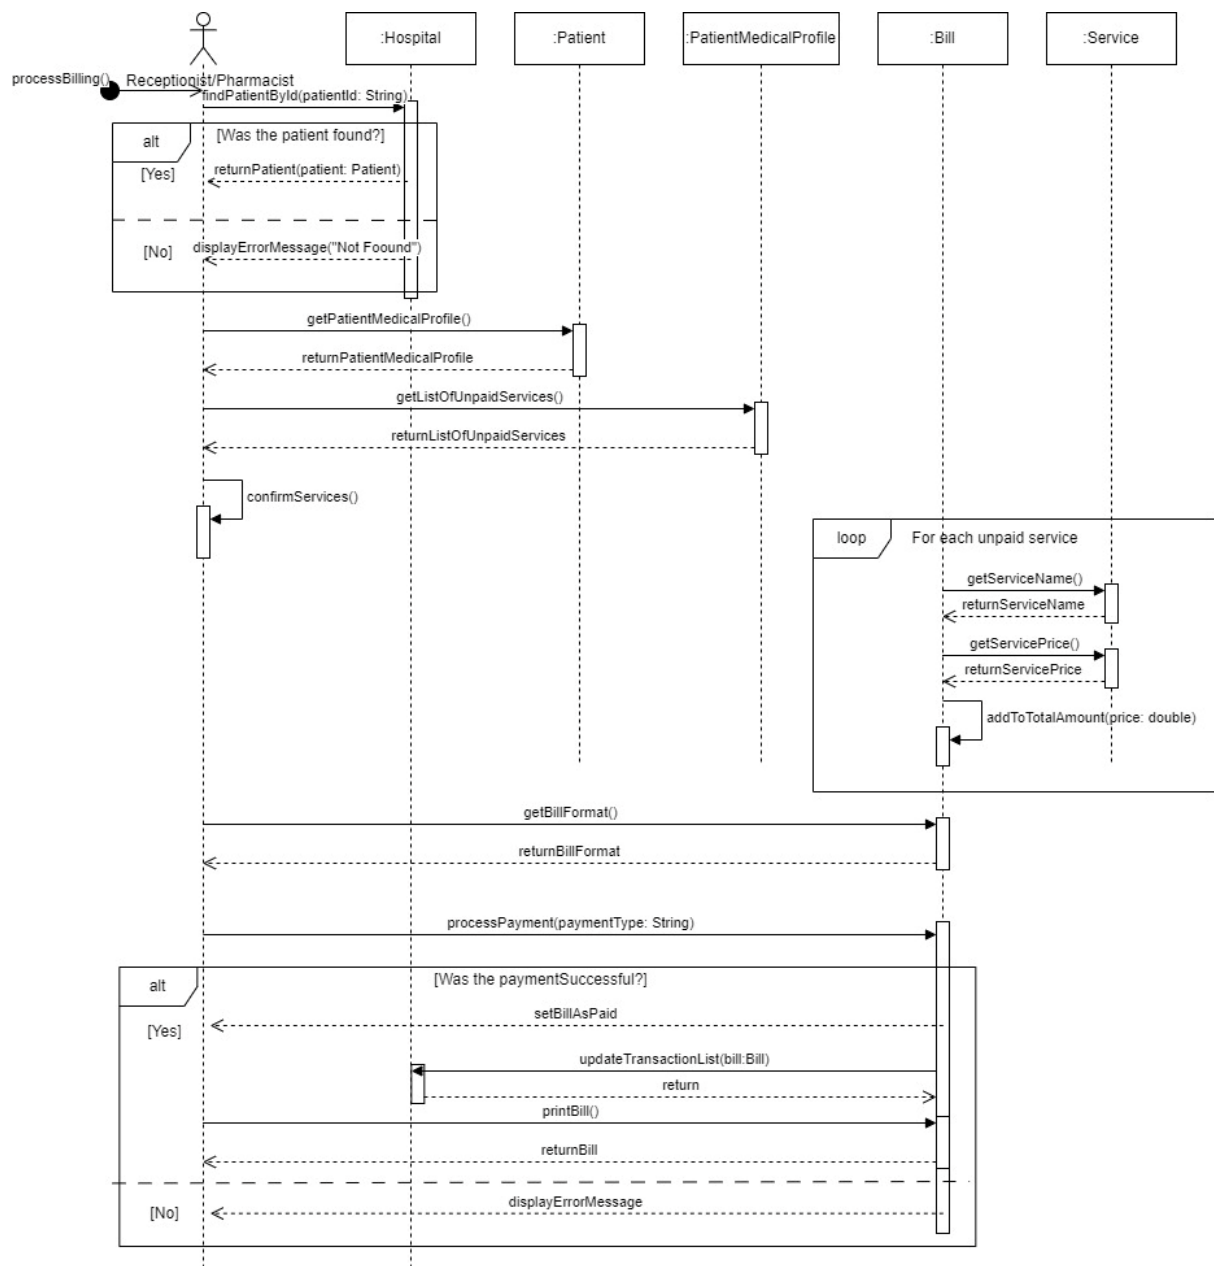 :Hospital
:Patient
:PatientMedicalProfile
:Bill
:Service
processBilling()
Receptionist/Pharmacist
findPatientById(patientId: String)
alt
[Was the patient found?]
[Yes]
returnPatient(patient: Patient)
[No]
displayErrorMessage("Not Foound")
getPatientMedicalProfile()
returnPatientMedicalProfile
getListOfUnpaidServices()
returnListOfUnpaidServices
confirmServices()
loop
For each unpaid service
getServiceName()
returnServiceName
getServicePrice()
returnServicePrice
addToTotalAmount(price: double)
getBillFormat()
returnBillFormat
processPayment(paymentType: String)
alt
[Was the paymentSuccessful?]
[Yes]
setBillAsPaid
updateTransactionList(bill:Bill)
return
printBill()
returnBill
[No]
displayErrorMessage